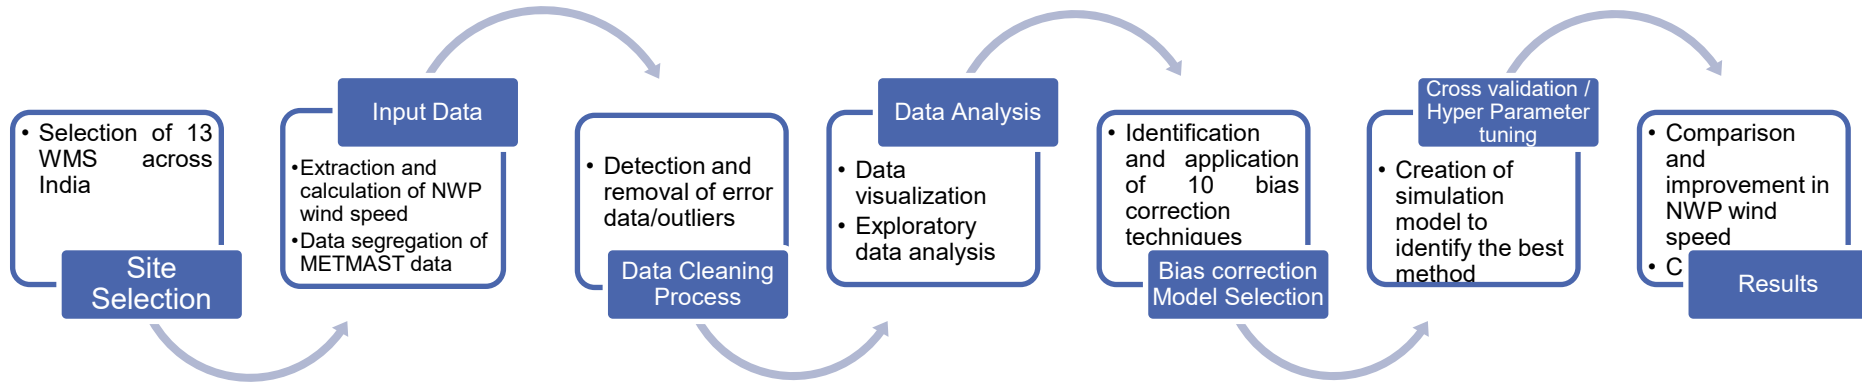 • Selection of 13
WMS across
India
Site
Selection
Input Data
•Extraction and
calculation of NWP
wind speed
•Data segregation of
METMAST data
• Detection and
removal of error
data/outliers
Data Cleaning
Process
Data Analysis
• Data
visualization
• Exploratory
data analysis
• Identification
and application
of 10 bias
correction
techniques
Bias correction
Model Selection
Cross validation /
Hyper Parameter
tuning
• Creation of
simulation
model to
identify the best
method
• Comparison
and
improvement in
NWP wind
speed
• C
Results